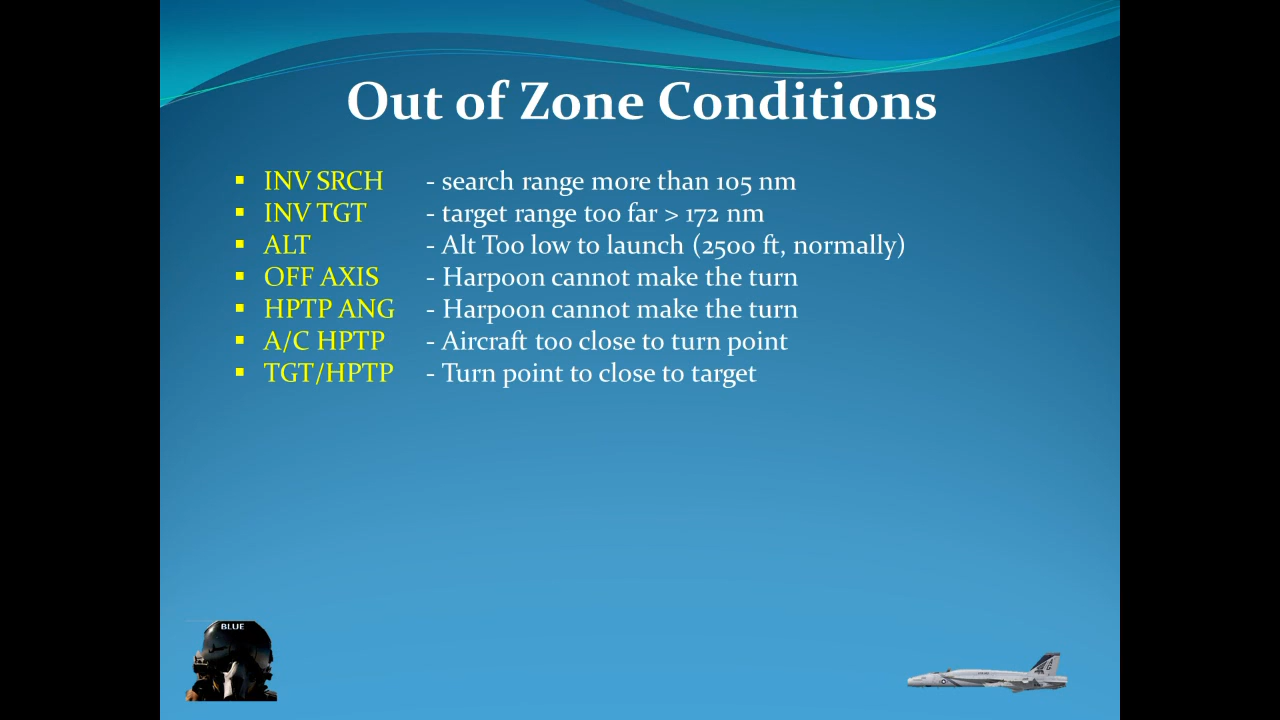 Out of Zone Conditions
▪ INV SRCH - search range more than 105 nm
▪ INV TGT - target range too far > 172 nm
▪ ALT - Alt Too low to launch (2500 ft, normally)
▪ OFF AXIS - Harpoon cannot make the turn
▪ HPTP ANG - Harpoon cannot make the turn
▪ A/C HPTP - Aircraft too close to turn point
▪ TGT/HPTP - Turn point to close to target
BLUE